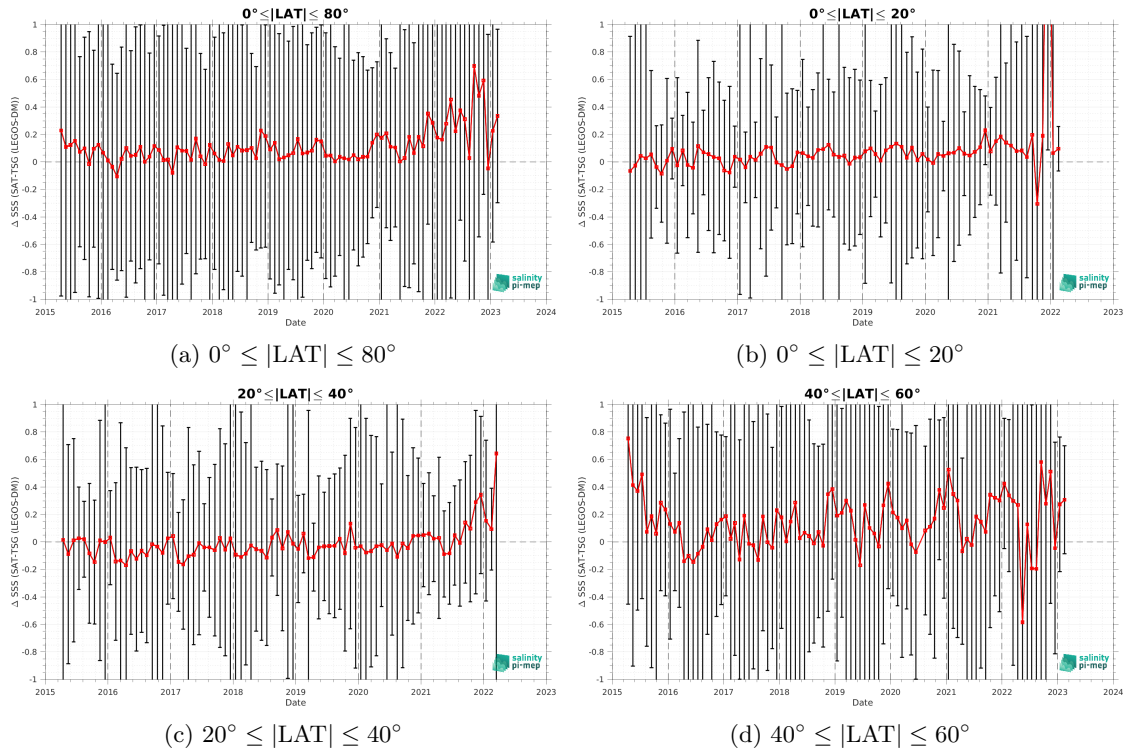 0°≤|LAT|≤ 80°
Δ SSS (SAT-TSG (LEGOS-DM))
1
0.8
0.6
0.4
0.2
0
-0.2
-0.4
-0.6
-0.8
-1
2015 2016 2017 2018 2019 2020 2021 2022 2023 2024
Date
salinity
pi-mep
(a) 0° ≤ |LAT| ≤ 80°
0°≤|LAT|≤ 20°
Δ SSS (SAT-TSG (LEGOS-DM))
1
0.8
0.6
0.4
0.2
0
-0.2
-0.4
-0.6
-0.8
-1
2015 2016 2017 2018 2019 2020 2021 2022 2023
Date
salinity
pi-mep
(b) 0° ≤ |LAT| ≤ 20°
20°≤|LAT|≤ 40°
Δ SSS (SAT-TSG (LEGOS-DM))
1
0.8
0.6
0.4
0.2
0
-0.2
-0.4
-0.6
-0.8
-1
2015 2016 2017 2018 2019 2020 2021 2022 2023
Date
salinity
pi-mep
(c) 20° ≤ |LAT| ≤ 40°
40°≤|LAT|≤ 60°
Δ SSS (SAT-TSG (LEGOS-DM))
1
0.8
0.6
0.4
0.2
0
-0.2
-0.4
-0.6
-0.8
-1
2015 2016 2017 2018 2019 2020 2021 2022 2023 2024
Date
salinity
pi-mep
(d) 40° ≤ |LAT| ≤ 60°